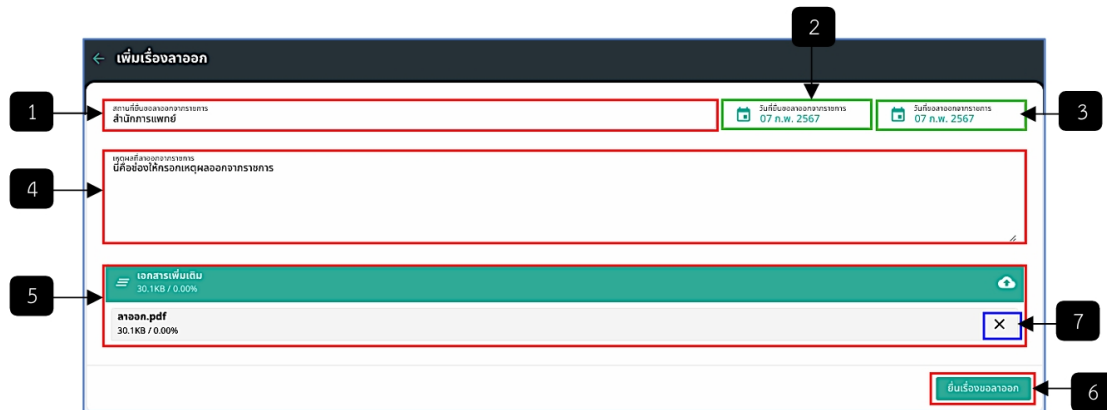 2
เพิ่มเรื่องลาออก
1
สถานที่ยื่นขอลาออกจากราชการ
สำนักการแพทย์
วันที่ยื่นขอลาออกจากราชการ
07 ก.พ. 2567
วันที่ขอลาออกจากราชการ
07 ก.พ. 2567
3
4
เหตุผลที่ลาออกจากราชการ
นี่คือช่องให้กรอกเหตุผลออกจากราชการ
5
เอกสารเพิ่มเติม
30.1KB / 0.00%
ลาออก.pdf
30.1KB / 0.00%
7
ยื่นเรื่องขอลาออก
6